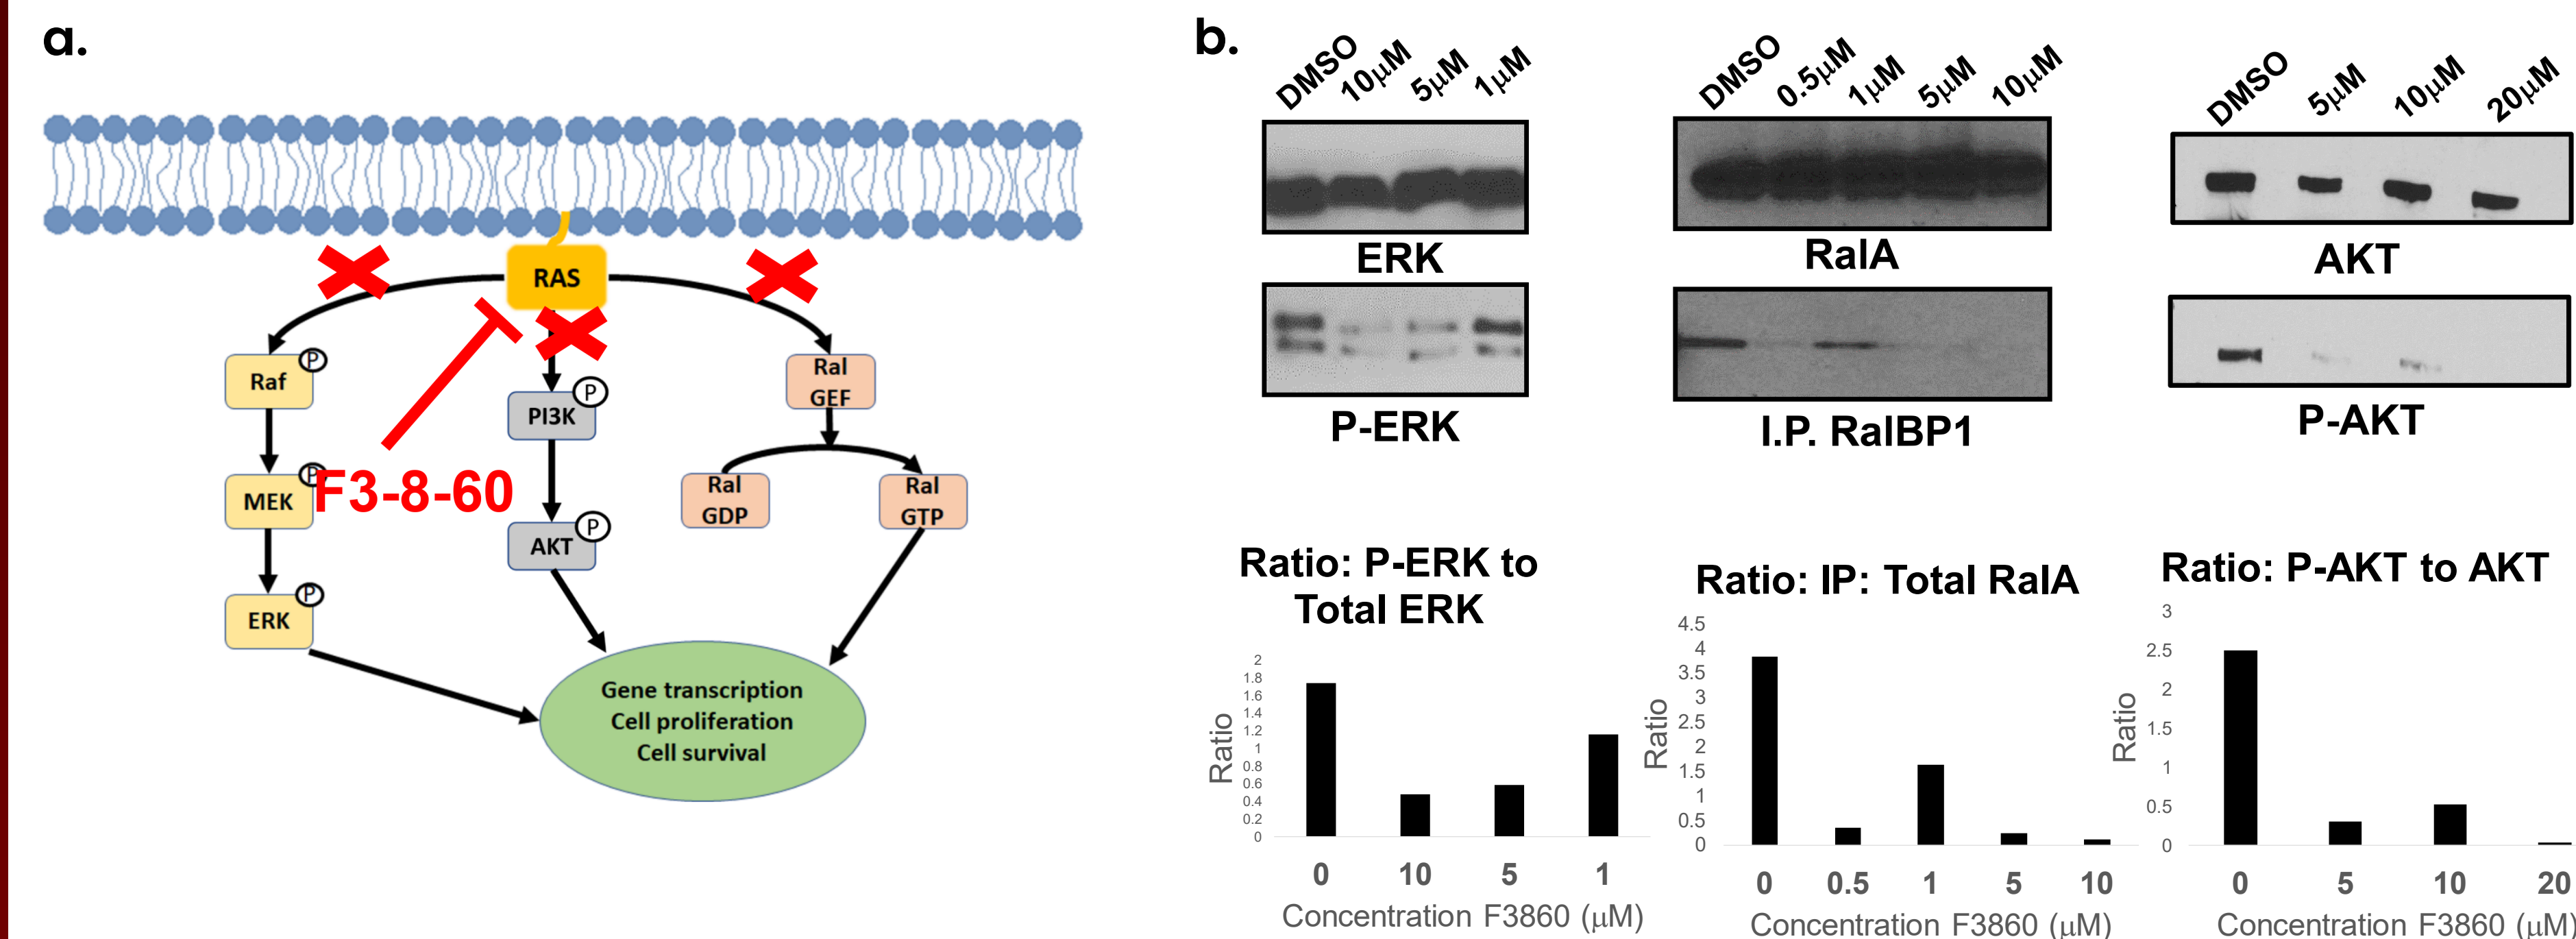 a.
RAS
Raf
P
MEK
P
F3-8-60
ERK
P
PI3K
P
AKT
P
Ral
GEF
Ral
GDP
Ral
GTP
Gene transcription
Cell proliferation
Cell survival
b.
DMSO 10µM 5µM 1µM
ERK
P-ERK
DMSO 0.5µM 1µM 5µM 10µM
RalA
I.P. RalBP1
DMSO 5µM 10µM 20µM
AKT
P-AKT
Ratio: P-ERK to
Total ERK
Ratio
2
1.8
1.6
1.4
1.2
1
0.8
0.6
0.4
0.2
0
0 10 5 1
Concentration F3860 (µM)
Ratio: IP: Total RalA
Ratio
4.5
4
3.5
3
2.5
2
1.5
1
0.5
0
0 0.5 1 5 10
Concentration F3860 (µM)
Ratio: P-AKT to AKT
Ratio
3
2.5
2
1.5
1
0.5
0
0 5 10 20
Concentration F3860 (µM)